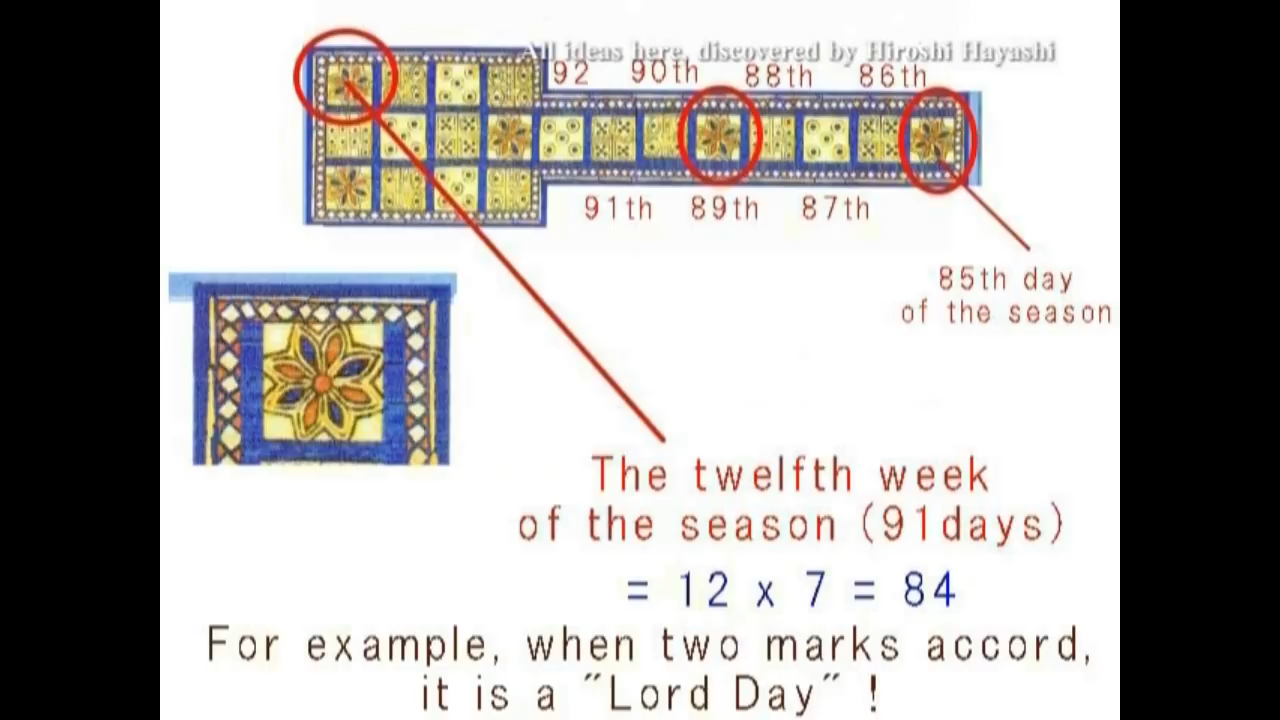 All ideas here, discovered by Hiroshi Hayashi
92 90th 88th 86th
91th 89th 87th
85th day
of the season
The twelfth week
of the season (91days)
= 12 x 7 = 84
For example, when two marks accord,
it is a ˝Lord Day˝ !